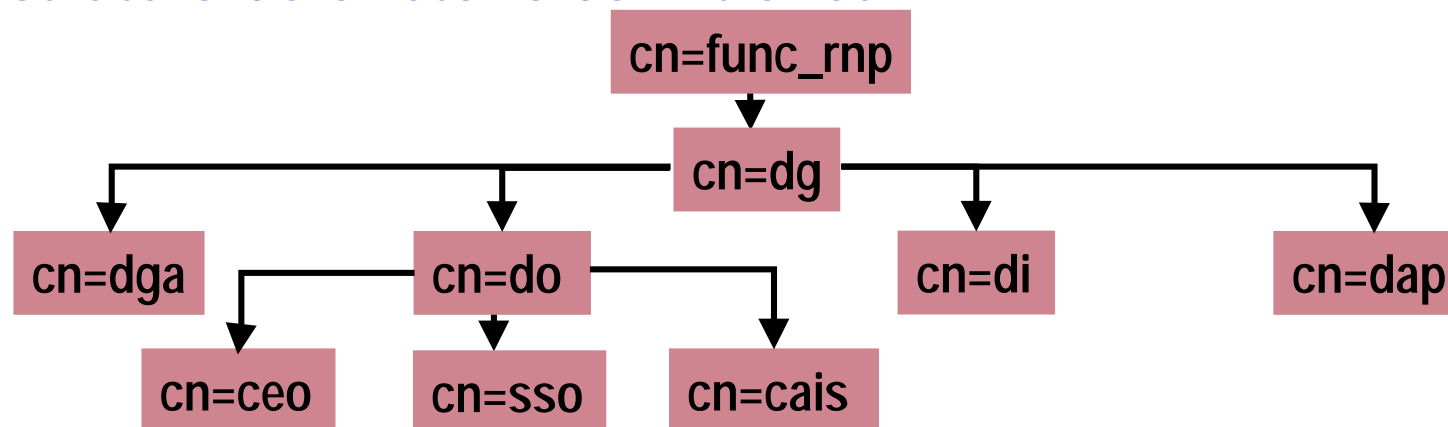 cn=func_rnp
cn=dg
cn=dga
cn=do
cn=di
cn=dap
cn=ceo
cn=sso
cn=cais